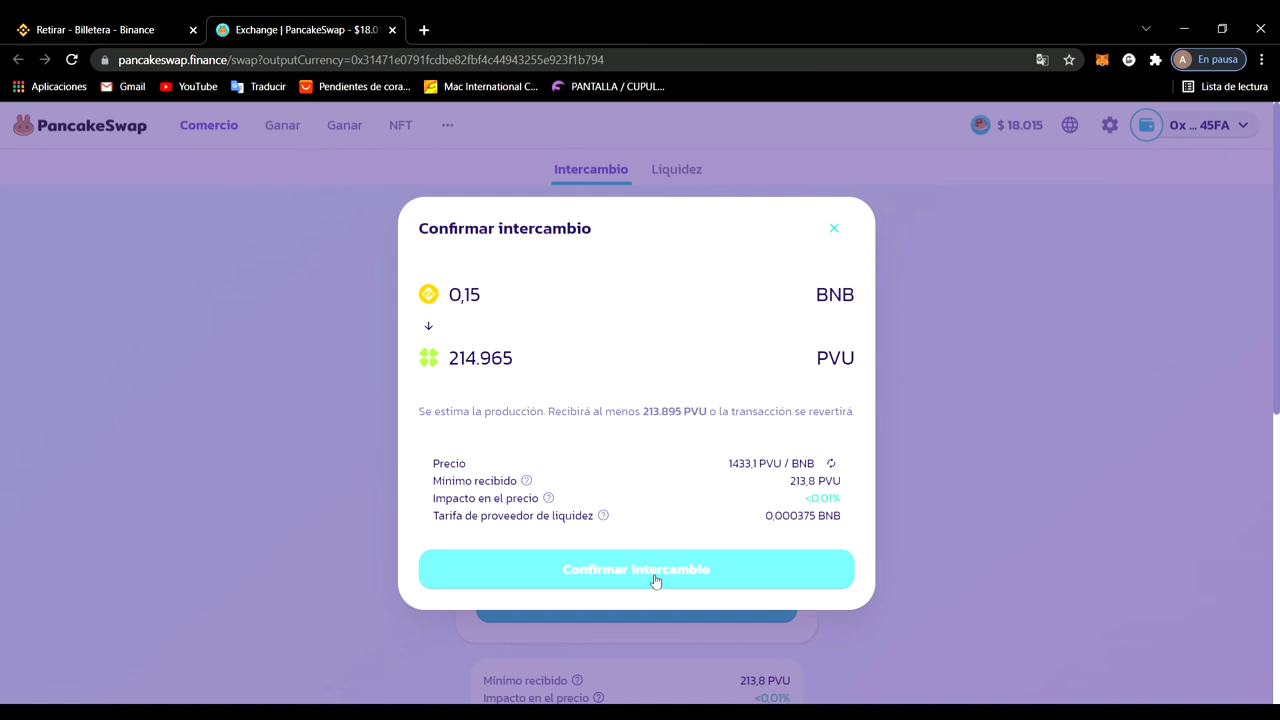 Retirar - Billetera - Binance
Exchange | PancakeSwap - $18.01
pancakeswap.finance/swap?outputCurrency=0x31471e0791fcdbe82fbf4c44943255e923f1b794
A En pausa
Aplicaciones
Gmail
YouTube
Traducir
Pendientes de cora...
Mac International C...
PANTALLA / CUPUL...
Lista de lectura
PancakeSwap
Comercio
Ganar
Ganar
NFT
$ 18.015
0x ... 45FA
Intercambio
Liquidez
Confirmar intercambio
0,15 BNB
214.965 PVU
Se estima la producción. Recibirá al menos 213.895 PVU o la transacción se revertirá.
Precio 1433,1 PVU / BNB
Mínimo recibido 213,8 PVU
Impacto en el precio <0,01%
Tarifa de proveedor de liquidez 0,000375 BNB
Confirmar intercambio
Mínimo recibido 213,8 PVU
Impacto en el precio <0,01%